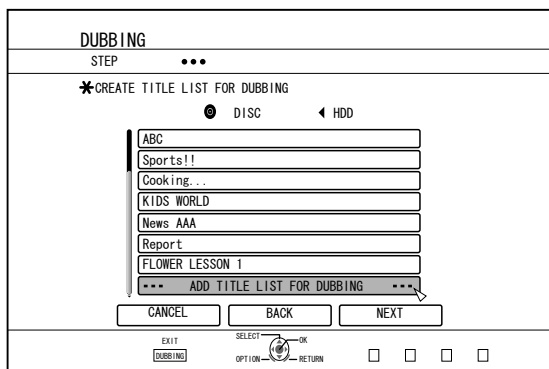 DUBBING
STEP •••
*CREATE TITLE LIST FOR DUBBING
DISC HDD
ABC
Sports!!
Cooking...
KIDS WORLD
News AAA
Report
FLOWER LESSON 1
--- ADD TITLE LIST FOR DUBBING ---
CANCEL BACK NEXT
EXIT SELECT OK
DUBBING OPTION RETURN